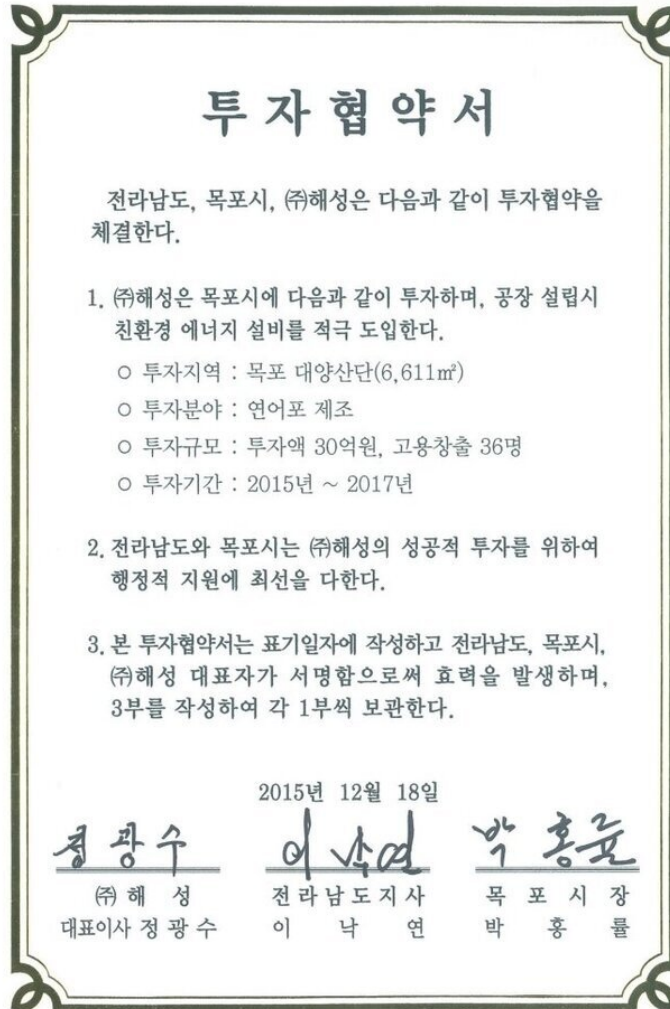 투자협약서
전라남도, 목포시, ㈜해성은 다음과 같이 투자협약을
체결한다.
1. ㈜해성은 목포시에 다음과 같이 투자하며, 공장 설립시
친환경 에너지 설비를 적극 도입한다.
○ 투자지역 : 목포 대양산단(6,611㎡)
○ 투자분야 : 연어포 제조
○ 투자규모 : 투자액 30억원, 고용창출 36명
○ 투자기간 : 2015년 ~ 2017년
2. 전라남도와 목포시는 ㈜해성의 성공적 투자를 위하여
행정적 지원에 최선을 다한다.
3. 본 투자협약서는 표기일자에 작성하고 전라남도, 목포시,
㈜해성 대표자가 서명함으로써 효력을 발생하며,
3부를 작성하여 각 1부씩 보관한다.
2015년 12월 18일
정광수 이낙연 박홍률
㈜해성 전라남도지사 목포시장
대표이사 정광수 이낙연 박홍률